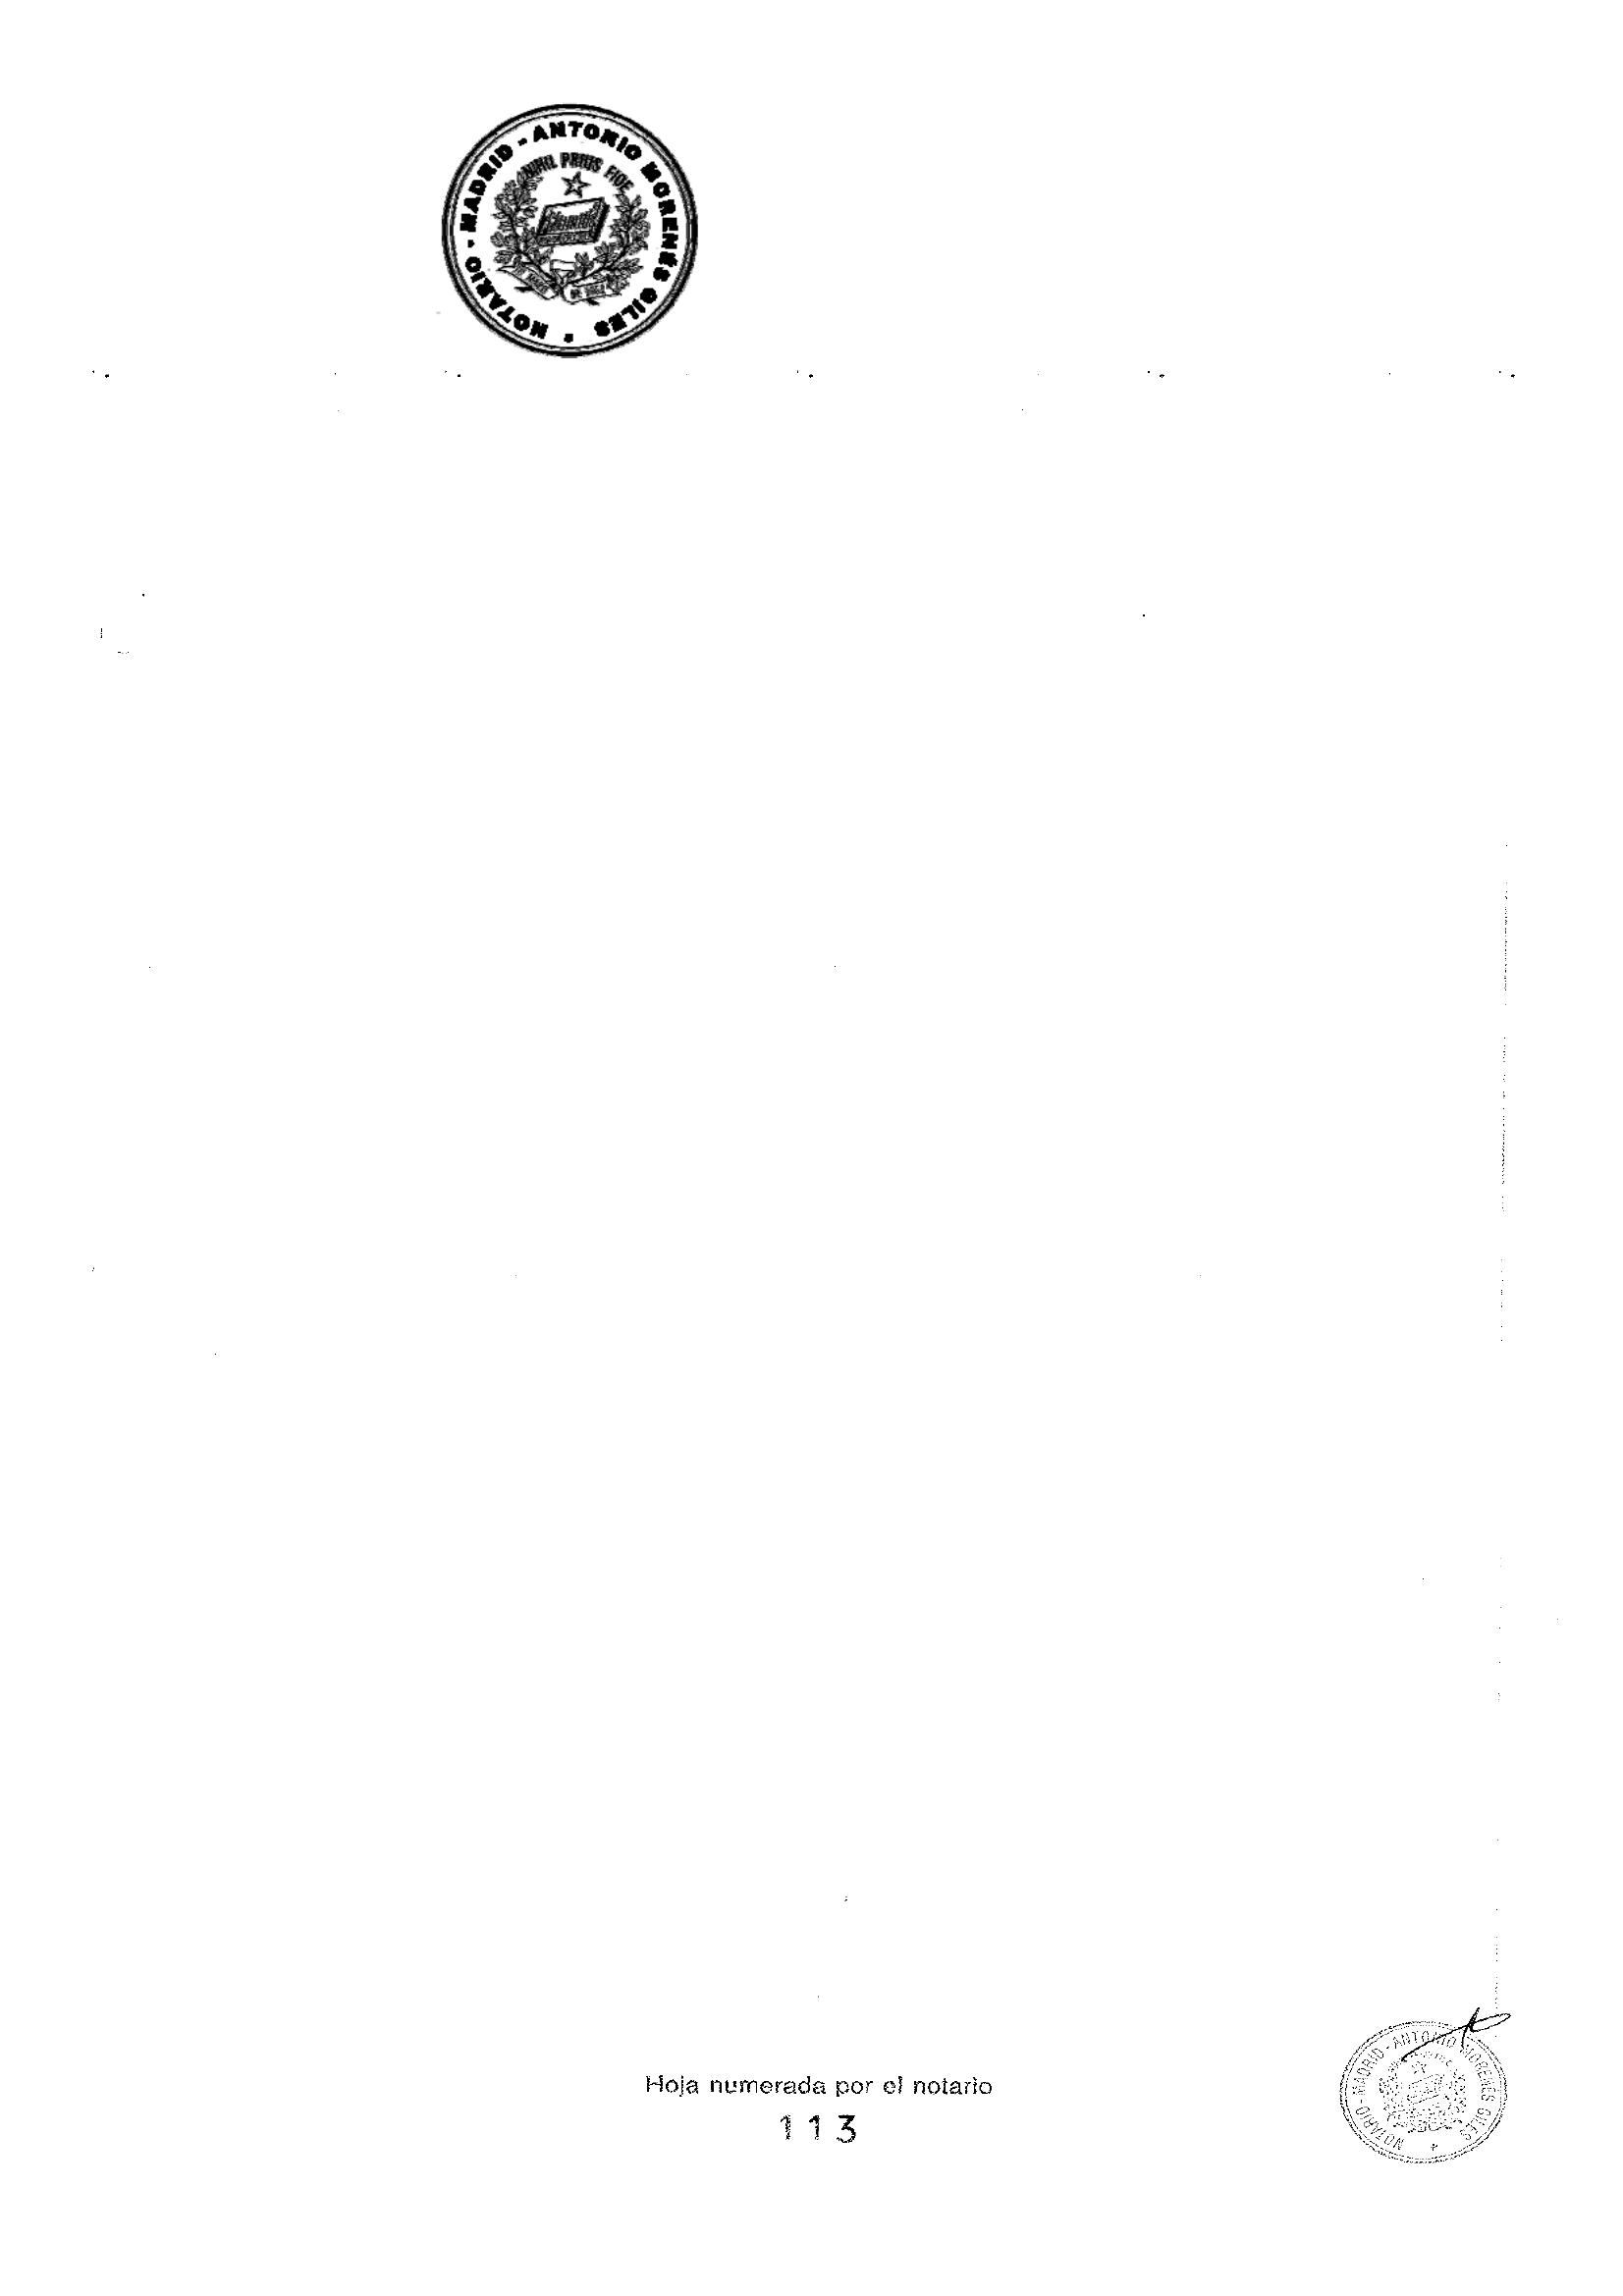 NOTARIO - MADRID - ANTONIO MORENÉS GILES
NIHIL PRIUS FIDE
Hoja numerada por el notario
113
NOTARIO - MADRID - ANTONIO MORENÉS GILES